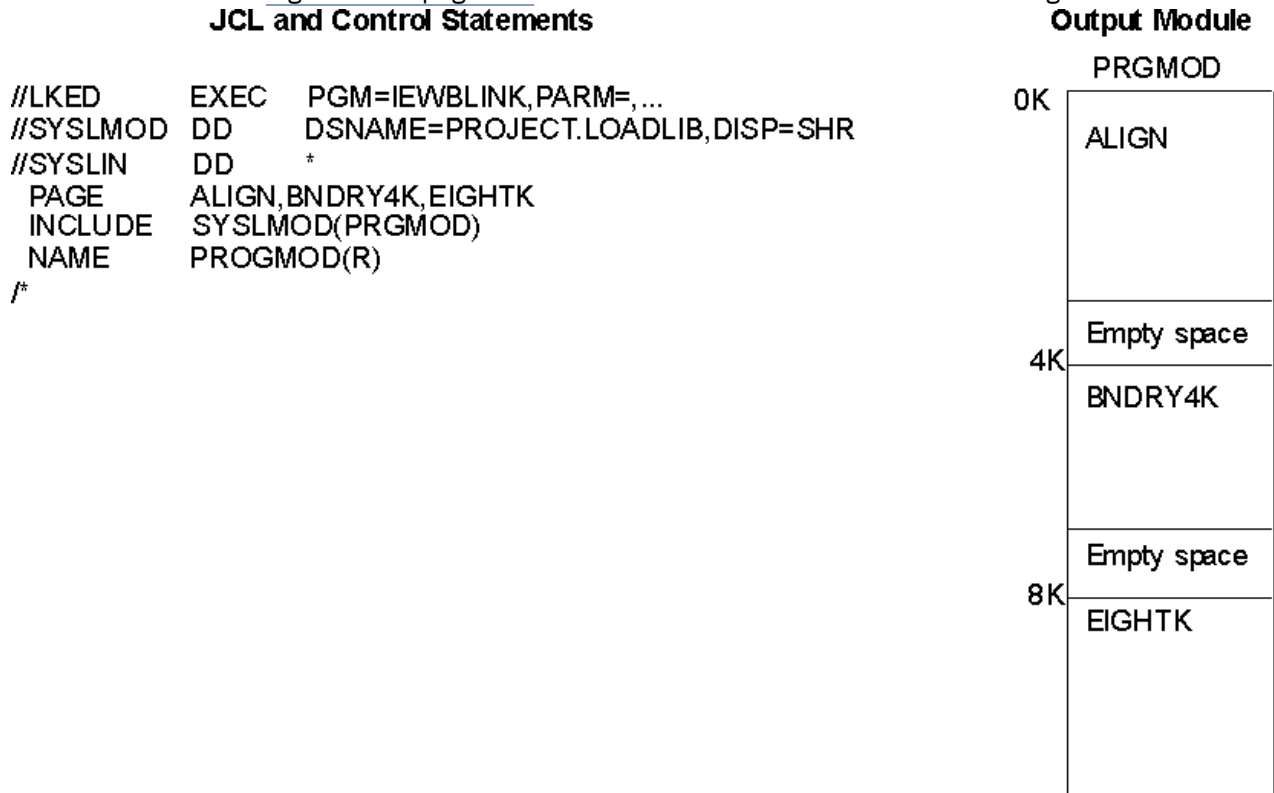 JCL and Control Statements
//LKED EXEC PGM=IEWBLINK,PARM=,...
//SYSLMOD DD DSNAME=PROJECT.LOADLIB,DISP=SHR
//SYSLIN DD *
PAGE ALIGN,BNDRY4K,EIGHTK
INCLUDE SYSLMOD(PRGMOD)
NAME PROGMOD(R)
/*
Output Module
PRGMOD
0K
ALIGN
Empty space
4K
BNDRY4K
Empty space
8K
EIGHTK